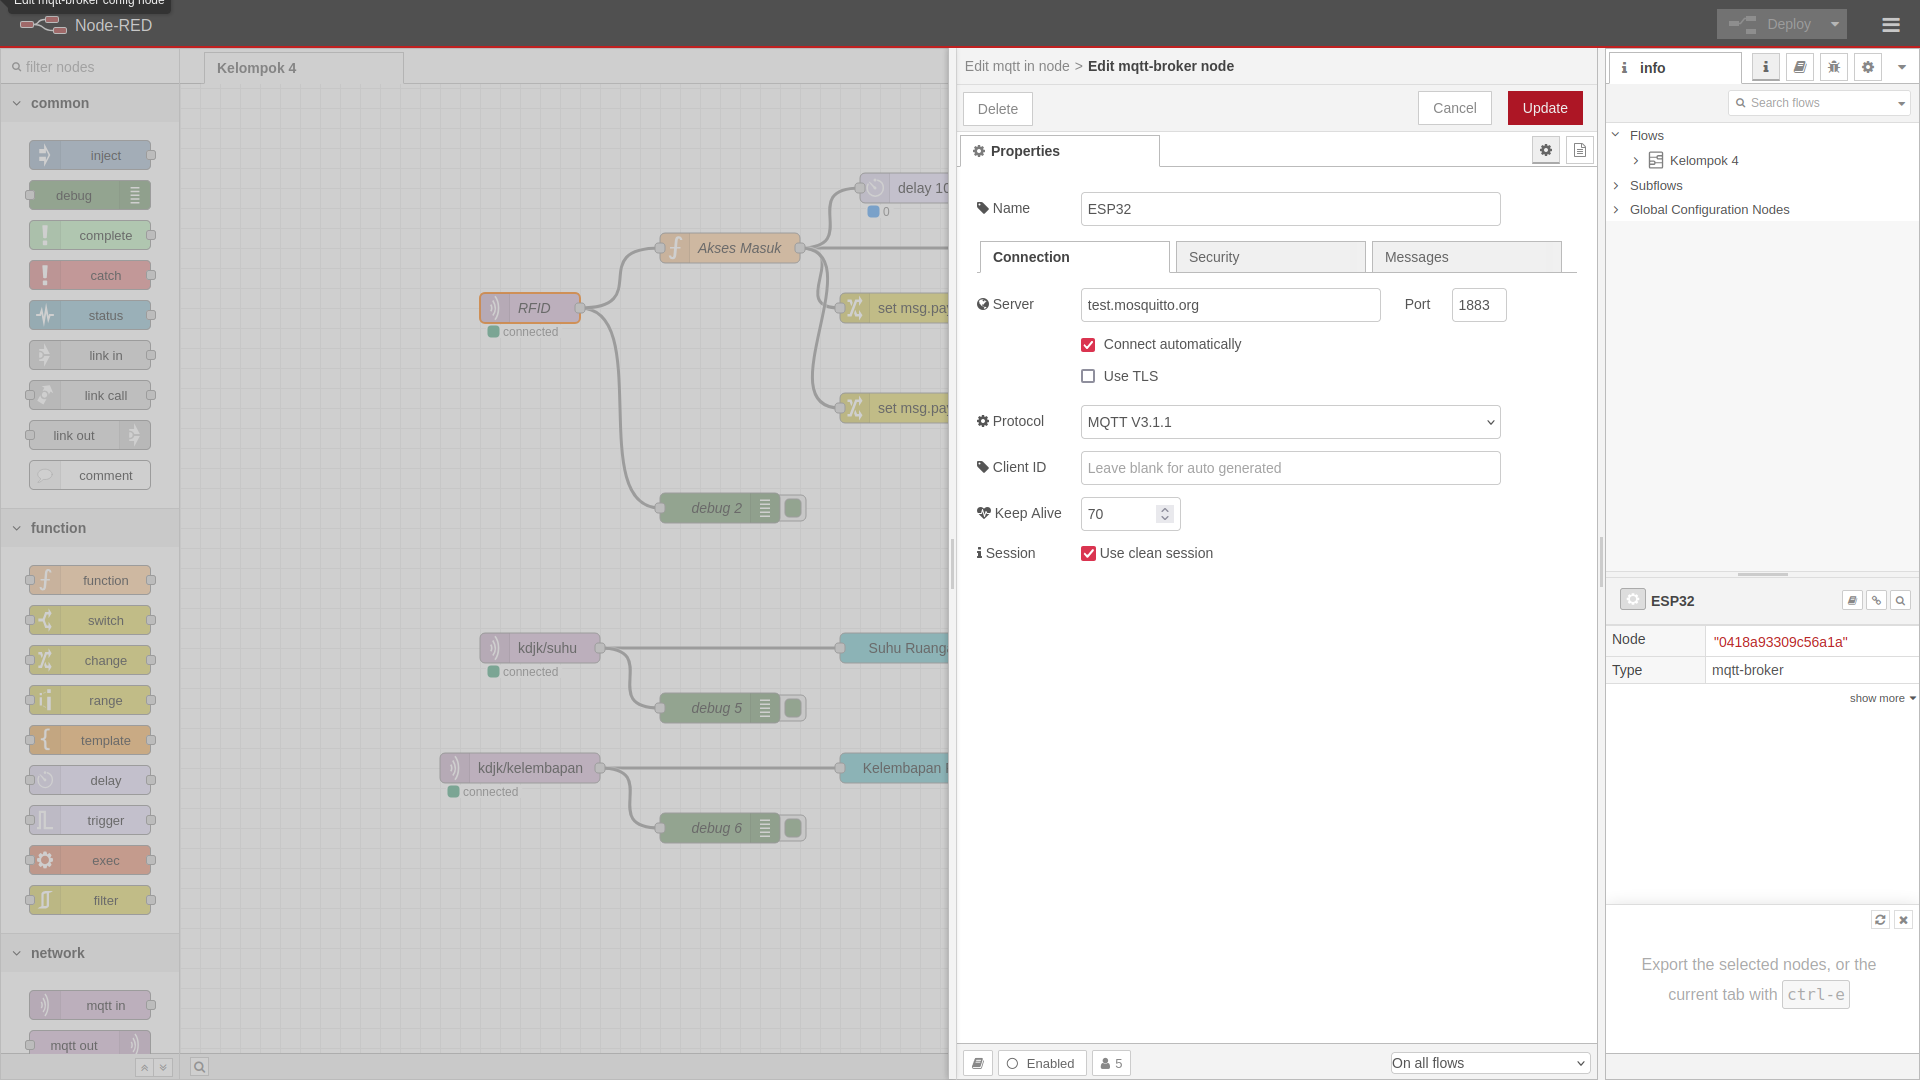 Edit mqtt-broker config node
Node-RED
Deploy
filter nodes
common
inject
debug
complete
catch
status
link in
link call
link out
comment
function
function
switch
change
range
template
delay
trigger
exec
filter
network
mqtt in
mqtt out
Kelompok 4
delay 10
0
Akses Masuk
RFID
connected
set msg.pay
set msg.pay
debug 2
kdjk/suhu
connected
Suhu Ruanga
debug 5
kdjk/kelembapan
connected
Kelembapan
debug 6
Edit mqtt in node > Edit mqtt-broker node
Delete
Cancel
Update
Properties
Name
ESP32
Connection
Security
Messages
Server
test.mosquitto.org
Port
1883
Connect automatically
Use TLS
Protocol
MQTT V3.1.1
Client ID
Leave blank for auto generated
Keep Alive
70
Session
Use clean session
Enabled
5
On all flows
info
Search flows
Flows
Kelompok 4
Subflows
Global Configuration Nodes
ESP32
Node
"0418a93309c56a1a"
Type
mqtt-broker
show more
Export the selected nodes, or the
current tab with ctrl-e